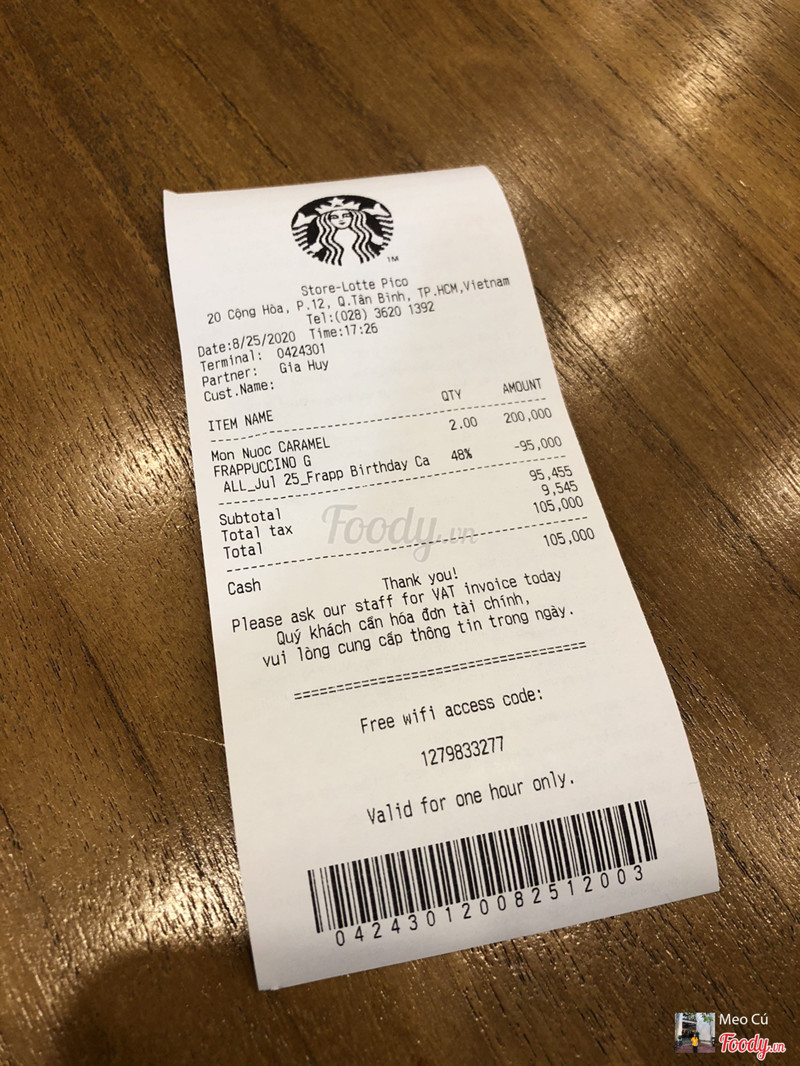 TM
Store-Lotte Pico
20 Cộng Hòa, P.12, Q.Tân Bình, TP.HCM,Vietnam
Tel:(028) 3620 1392
Date:8/25/2020 Time:17:26
Terminal: 0424301
Partner: Gia Huy
Cust.Name:
ITEM NAME QTY AMOUNT
Mon Nuoc CARAMEL 2.00 200,000
FRAPPUCCINO G
ALL_Jul 25_Frapp Birthday Ca 48% -95,000
Subtotal 95,455
Total tax 9,545
Total 105,000
Cash 105,000
Thank you!
Please ask our staff for VAT invoice today
Quý khách cần hóa đơn tài chính,
vui lòng cung cấp thông tin trong ngày.
===================================
Free wifi access code:
1279833277
Valid for one hour only.
042430120082512003
Foody.vn
Meo Cú
Foody.vn